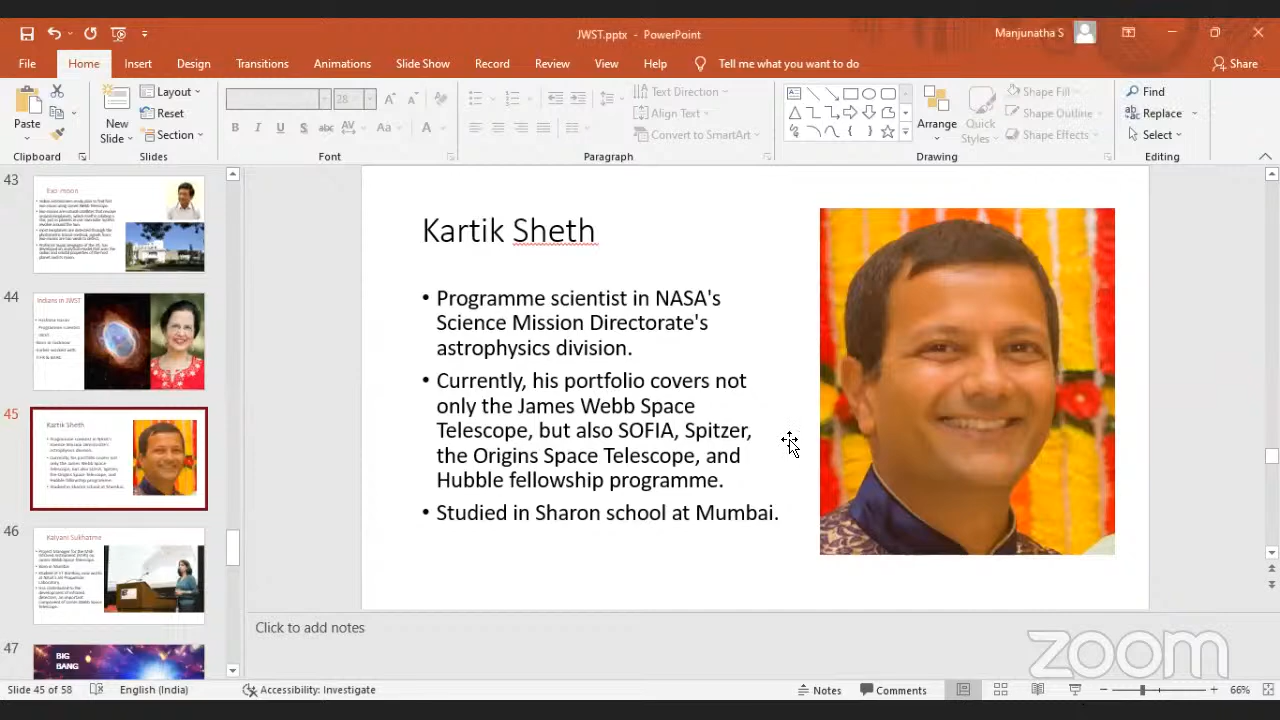 JWST.pptx - PowerPoint
Manjunatha S
File Home Insert Design Transitions Animations Slide Show Record Review View Help Tell me what you want to do Share
Paste
New
Slide
Layout
Reset
Section
28
B I U S abc AV Aa A
Text Direction
Align Text
Convert to SmartArt
Arrange
Quick
Styles
Shape Fill
Shape Outline
Shape Effects
Find
Replace
Select
Clipboard Slides Font Paragraph Drawing Editing
43
44
Indians in JWST
45
Kartik Sheth
46
Kalyani Sukhatme
47
BIG
BANG
Kartik Sheth
• Programme scientist in NASA's
Science Mission Directorate's
astrophysics division.
• Currently, his portfolio covers not
only the James Webb Space
Telescope, but also SOFIA, Spitzer,
the Origins Space Telescope, and
Hubble fellowship programme.
• Studied in Sharon school at Mumbai.
Click to add notes
zoom
Slide 45 of 58 English (India) Accessibility: Investigate Notes Comments 66%